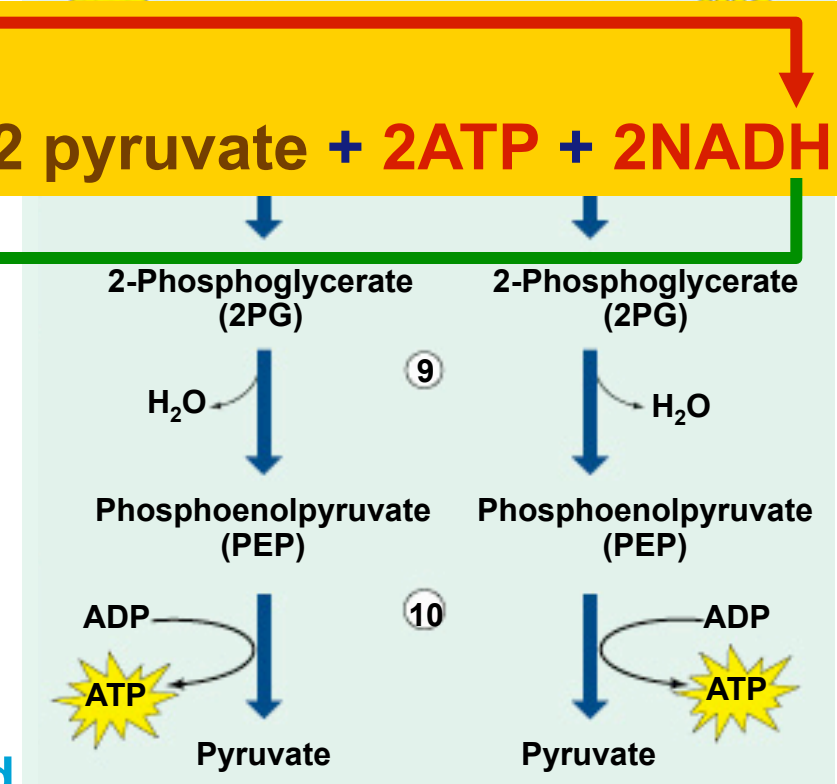 2 pyruvate + 2ATP + 2NADH
2-Phosphoglycerate 2-Phosphoglycerate
(2PG) (2PG)
9
H₂O H₂O
Phosphoenolpyruvate Phosphoenolpyruvate
(PEP) (PEP)
ADP 10 ADP
ATP ATP
Pyruvate Pyruvate